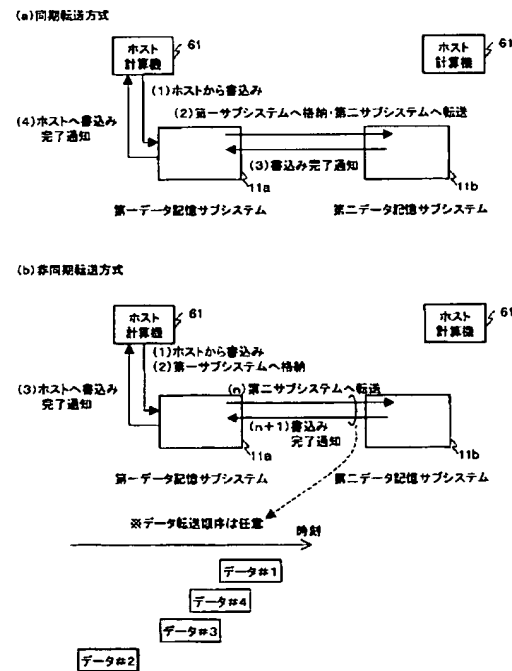 (a)同期転送方式
ホスト
計算機
61
ホスト
計算機
61
(1)ホストから書込み
(4)ホストへ書込み
完了通知
(2)第一サブシステムへ格納・第二サブシステムへ転送
(3)書込み完了通知
11a
11b
第一データ記憶サブシステム
第二データ記憶サブシステム
(b)非同期転送方式
ホスト
計算機
61
ホスト
計算機
61
(1)ホストから書込み
(2)第一サブシステムへ格納
(3)ホストへ書込み
完了通知
(n)第二サブシステムへ転送
(n+1)書込み
完了通知
11a
11b
第一データ記憶サブシステム
第二データ記憶サブシステム
※データ転送順序は任意
時刻
データ#1
データ#4
データ#3
データ#2